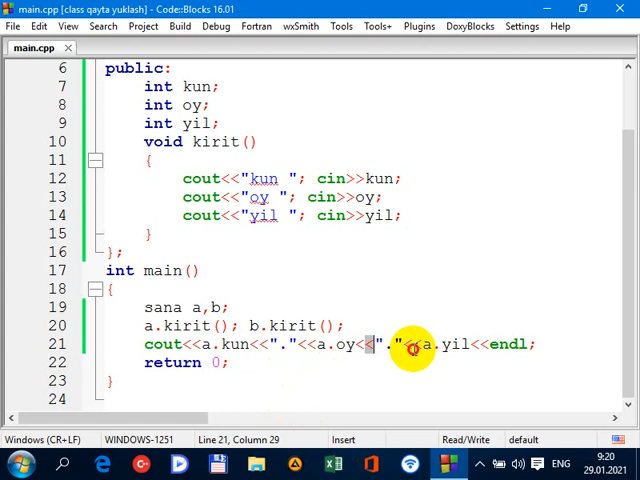 main.cpp [class qayta yuklash] - Code::Blocks 16.01
File Edit View Search Project Build Debug Fortran wxSmith Tools Tools+ Plugins DoxyBlocks Settings Help
main.cpp
6 public:
7 int kun;
8 int oy;
9 int yil;
10 void kirit()
11 {
12 cout<<"kun "; cin>>kun;
13 cout<<"oy "; cin>>oy;
14 cout<<"yil "; cin>>yil;
15 }
16 };
17 int main()
18 {
19 sana a,b;
20 a.kirit(); b.kirit();
21 cout<<a.kun<<"."<<a.oy<<"."<<a.yil<<endl;
22 return 0;
23 }
24
Windows (CR+LF) WINDOWS-1251 Line 21, Column 29 Insert Read/Write default
ENG 9:20
29.01.2021